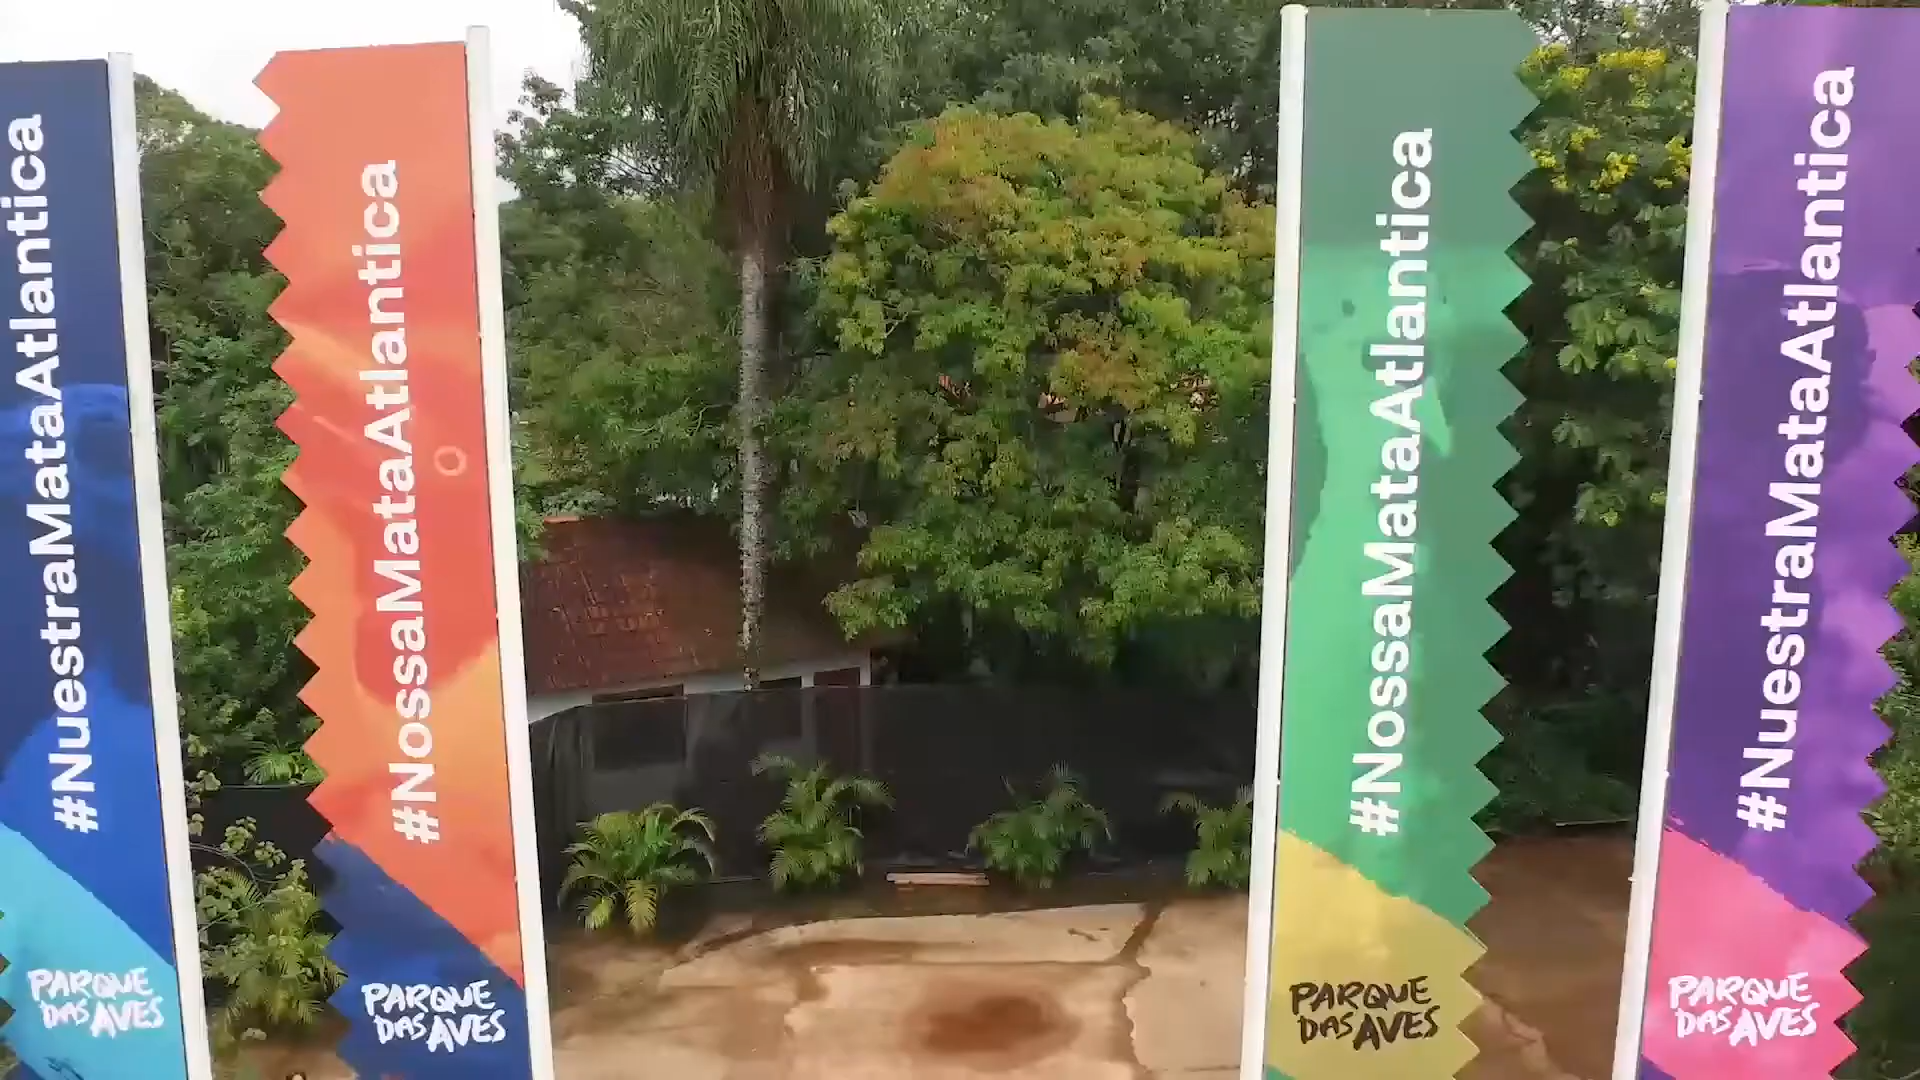 #NuestraMataAtlantica
PARQUE
DAS AVES
#NossaMataAtlantica
PARQUE
DAS AVES
#NossaMataAtlantica
PARQUE
DAS AVES
#NuestraMataAtlantica
PARQUE
DAS AVES